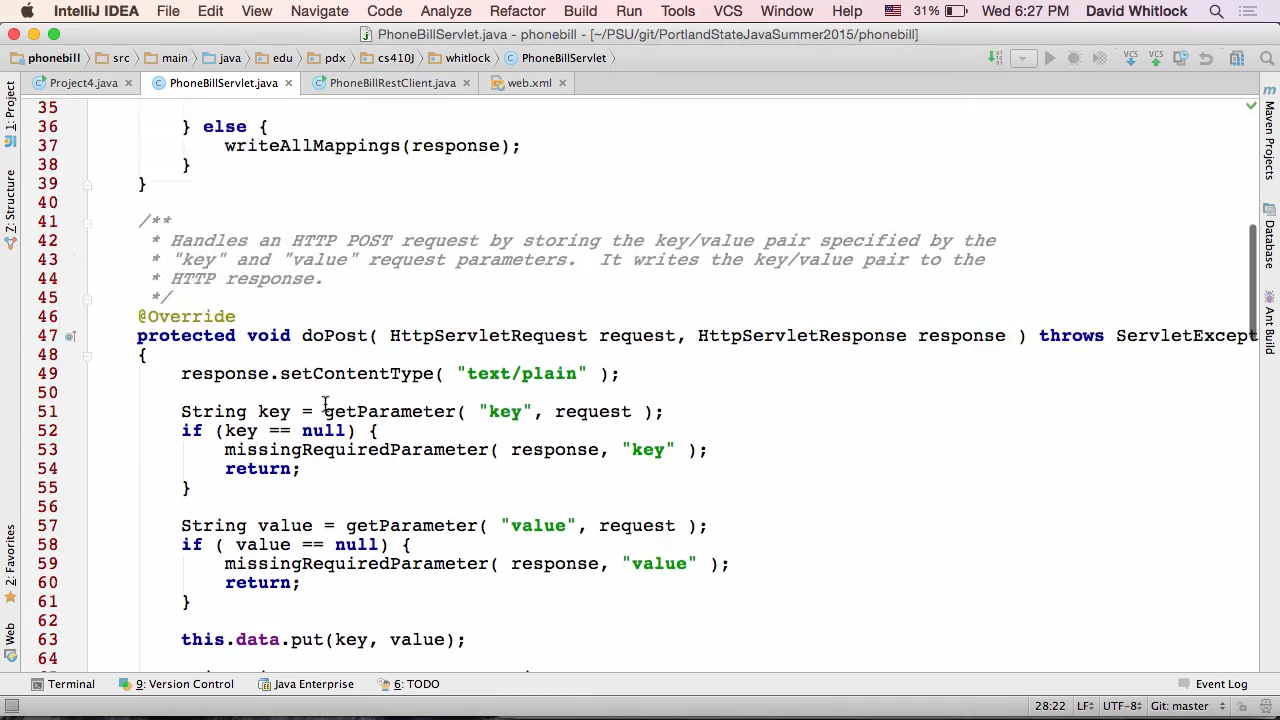 IntelliJ IDEA File Edit View Navigate Code Analyze Refactor Build Run Tools VCS Window Help 31% Wed 6:27 PM David Whitlock
PhoneBillServlet.java - phonebill - [~/PSU/git/PortlandStateJavaSummer2015/phonebill]
phonebill src main java edu pdx cs410J whitlock PhoneBillServlet VCS VCS
Project4.java PhoneBillServlet.java PhoneBillRestClient.java web.xml
1: Project
Z: Structure
2: Favorites
Web
35
36 } else {
37 writeAllMappings(response);
38 }
39 }
40
41 /**
42 * Handles an HTTP POST request by storing the key/value pair specified by the
43 * "key" and "value" request parameters. It writes the key/value pair to the
44 * HTTP response.
45 */
46 @Override
47 protected void doPost( HttpServletRequest request, HttpServletResponse response ) throws ServletExcept
48 {
49 response.setContentType( "text/plain" );
50
51 String key = getParameter( "key", request );
52 if (key == null) {
53 missingRequiredParameter( response, "key" );
54 return;
55 }
56
57 String value = getParameter( "value", request );
58 if ( value == null) {
59 missingRequiredParameter( response, "value" );
60 return;
61 }
62
63 this.data.put(key, value);
64
Maven Projects
Database
Ant Build
Terminal 9: Version Control Java Enterprise 6: TODO Event Log
28:22 LF UTF-8 Git: master